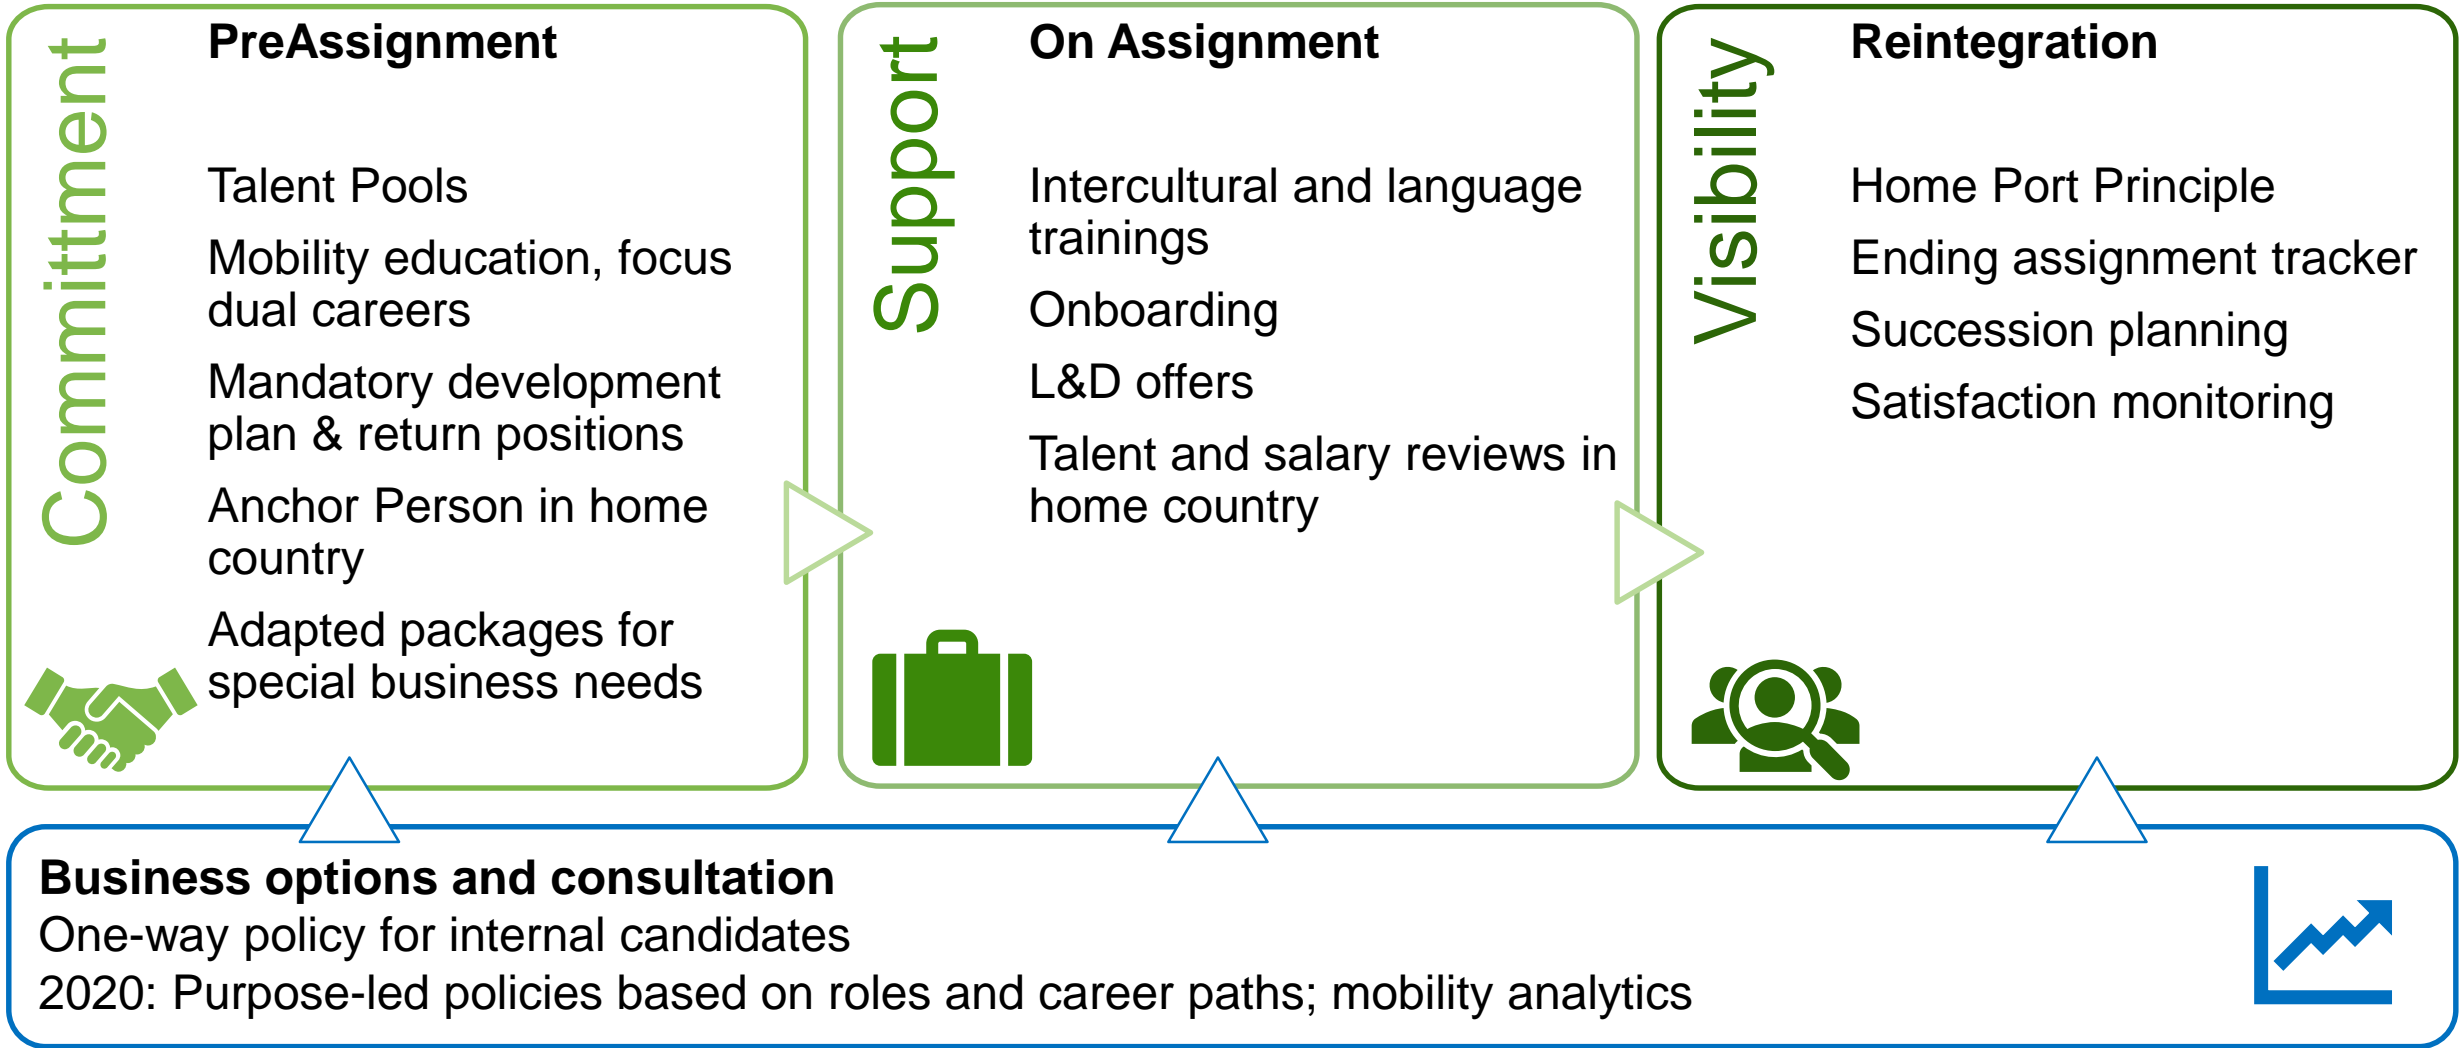 Committment
PreAssignment
Talent Pools
Mobility education, focus
dual careers
Mandatory development
plan & return positions
Anchor Person in home
country
Adapted packages for
special business needs
Support
On Assignment
Intercultural and language
trainings
Onboarding
L&D offers
Talent and salary reviews in
home country
Visibility
Reintegration
Home Port Principle
Ending assignment tracker
Succession planning
Satisfaction monitoring
Business options and consultation
One-way policy for internal candidates
2020: Purpose-led policies based on roles and career paths; mobility analytics